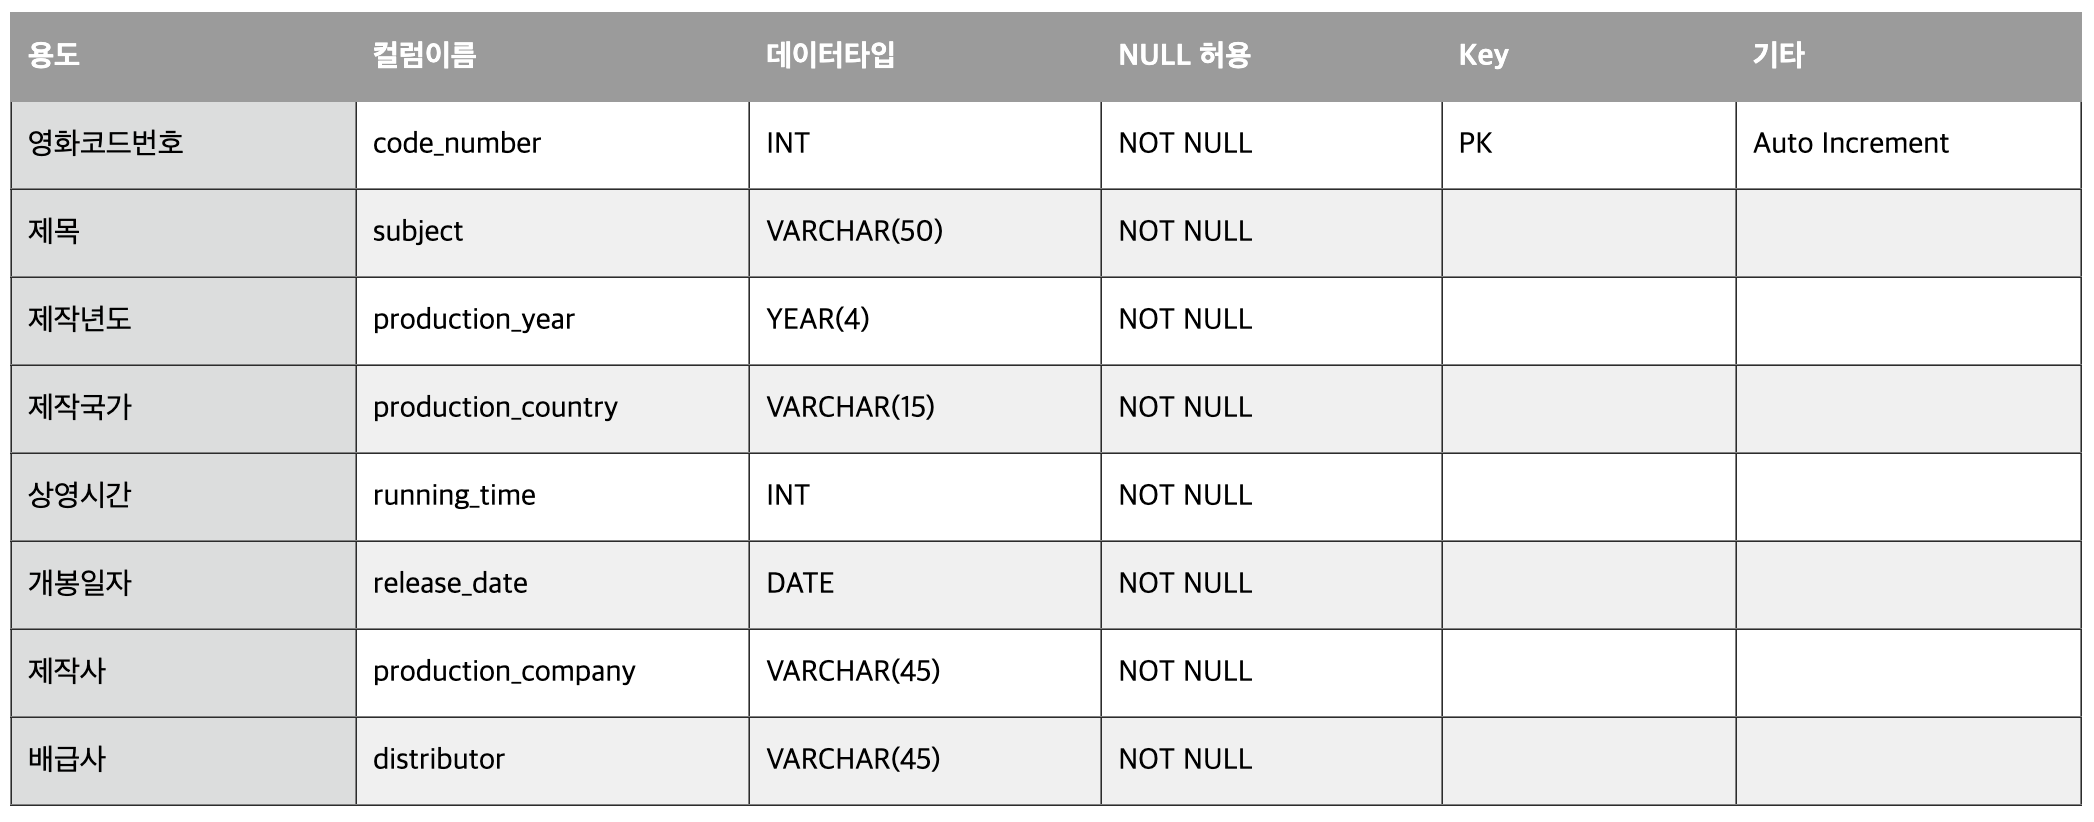 용도 컬럼이름 데이터타입 NULL 허용 Key 기타
영화코드번호 code_number INT NOT NULL PK Auto Increment
제목 subject VARCHAR(50) NOT NULL
제작년도 production_year YEAR(4) NOT NULL
제작국가 production_country VARCHAR(15) NOT NULL
상영시간 running_time INT NOT NULL
개봉일자 release_date DATE NOT NULL
제작사 production_company VARCHAR(45) NOT NULL
배급사 distributor VARCHAR(45) NOT NULL